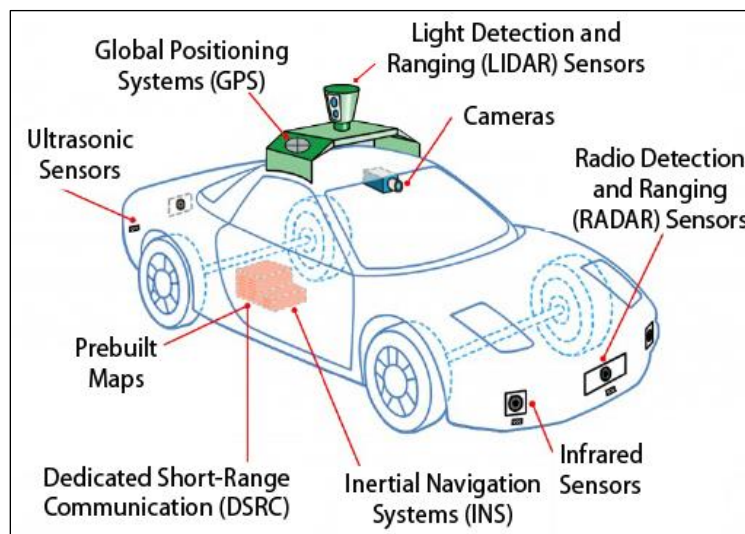 Light Detection and
Ranging (LIDAR) Sensors
Global Positioning
Systems (GPS)
Cameras
Ultrasonic
Sensors
Radio Detection
and Ranging
(RADAR) Sensors
Prebuilt
Maps
Infrared
Sensors
Dedicated Short-Range
Communication (DSRC)
Inertial Navigation
Systems (INS)